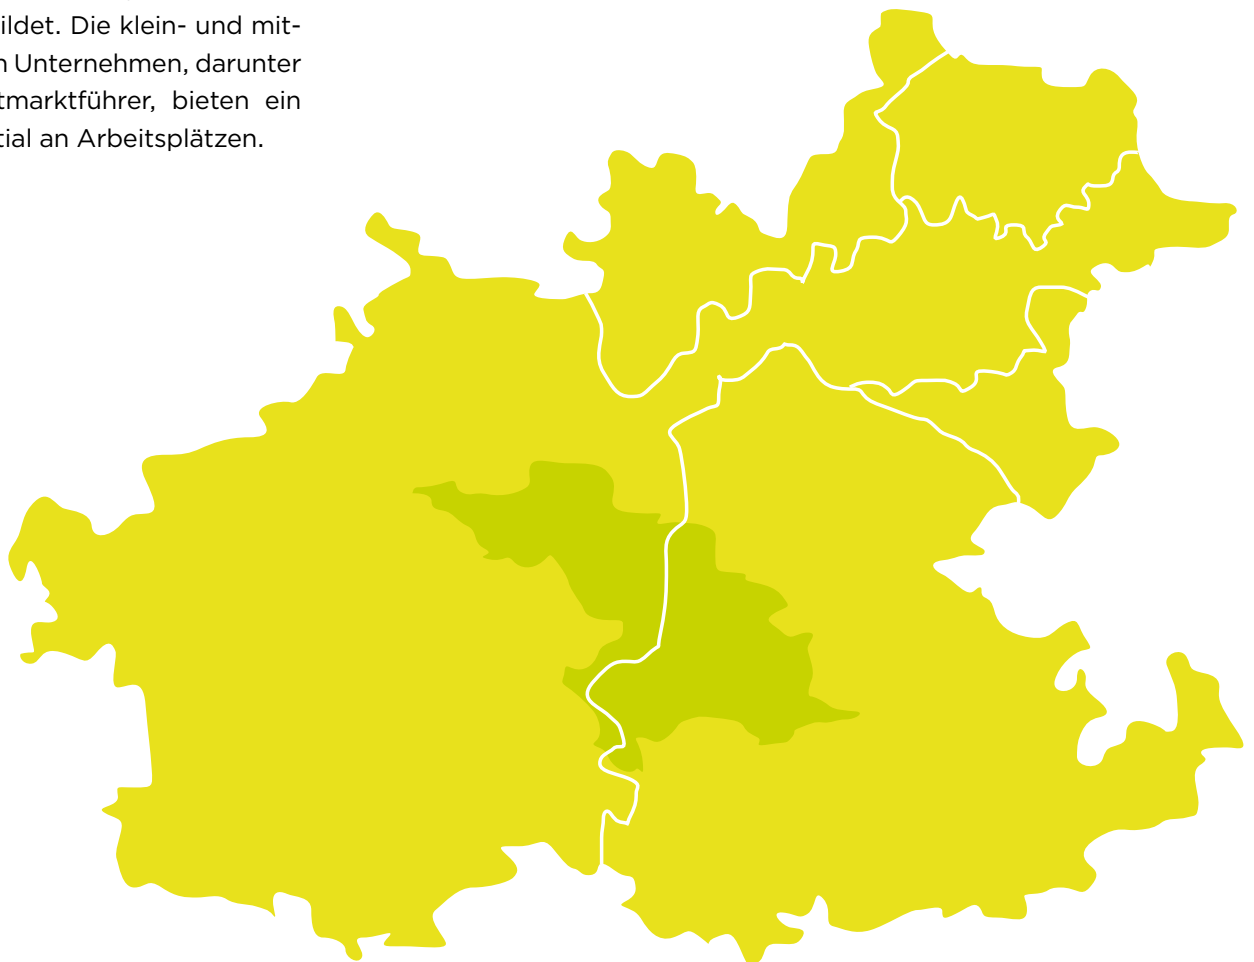 ildet. Die klein- und mit-
n Unternehmen, darunter
tmarktführer, bieten ein
tial an Arbeitsplätzen.